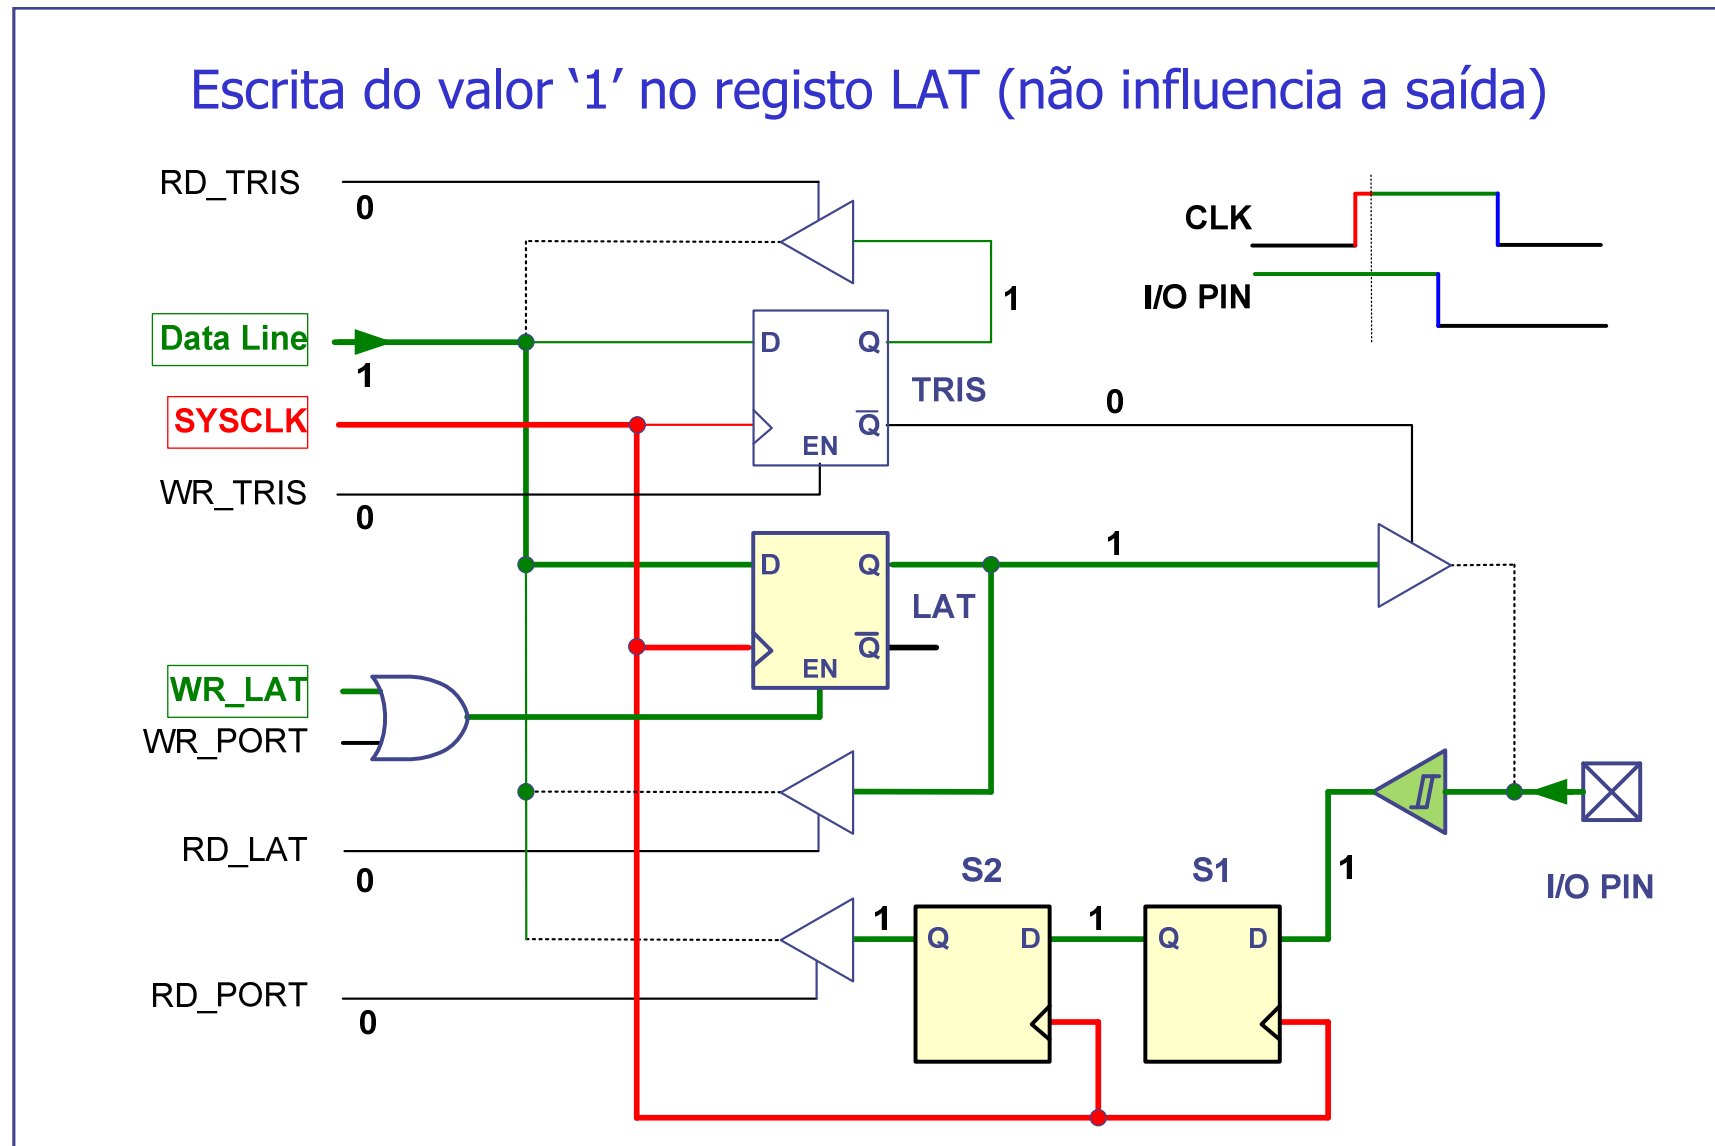 Escrita do valor ‘1’ no registo LAT (não influencia a saída)
RD_TRIS
0
CLK
I/O PIN
1
Data Line
1
D
Q
TRIS
SYSCLK
Q
EN
0
WR_TRIS
0
D
Q
1
LAT
Q
EN
WR_LAT
WR_PORT
RD_LAT
0
S2
S1
1
I/O PIN
1
1
Q
D
Q
D
RD_PORT
0